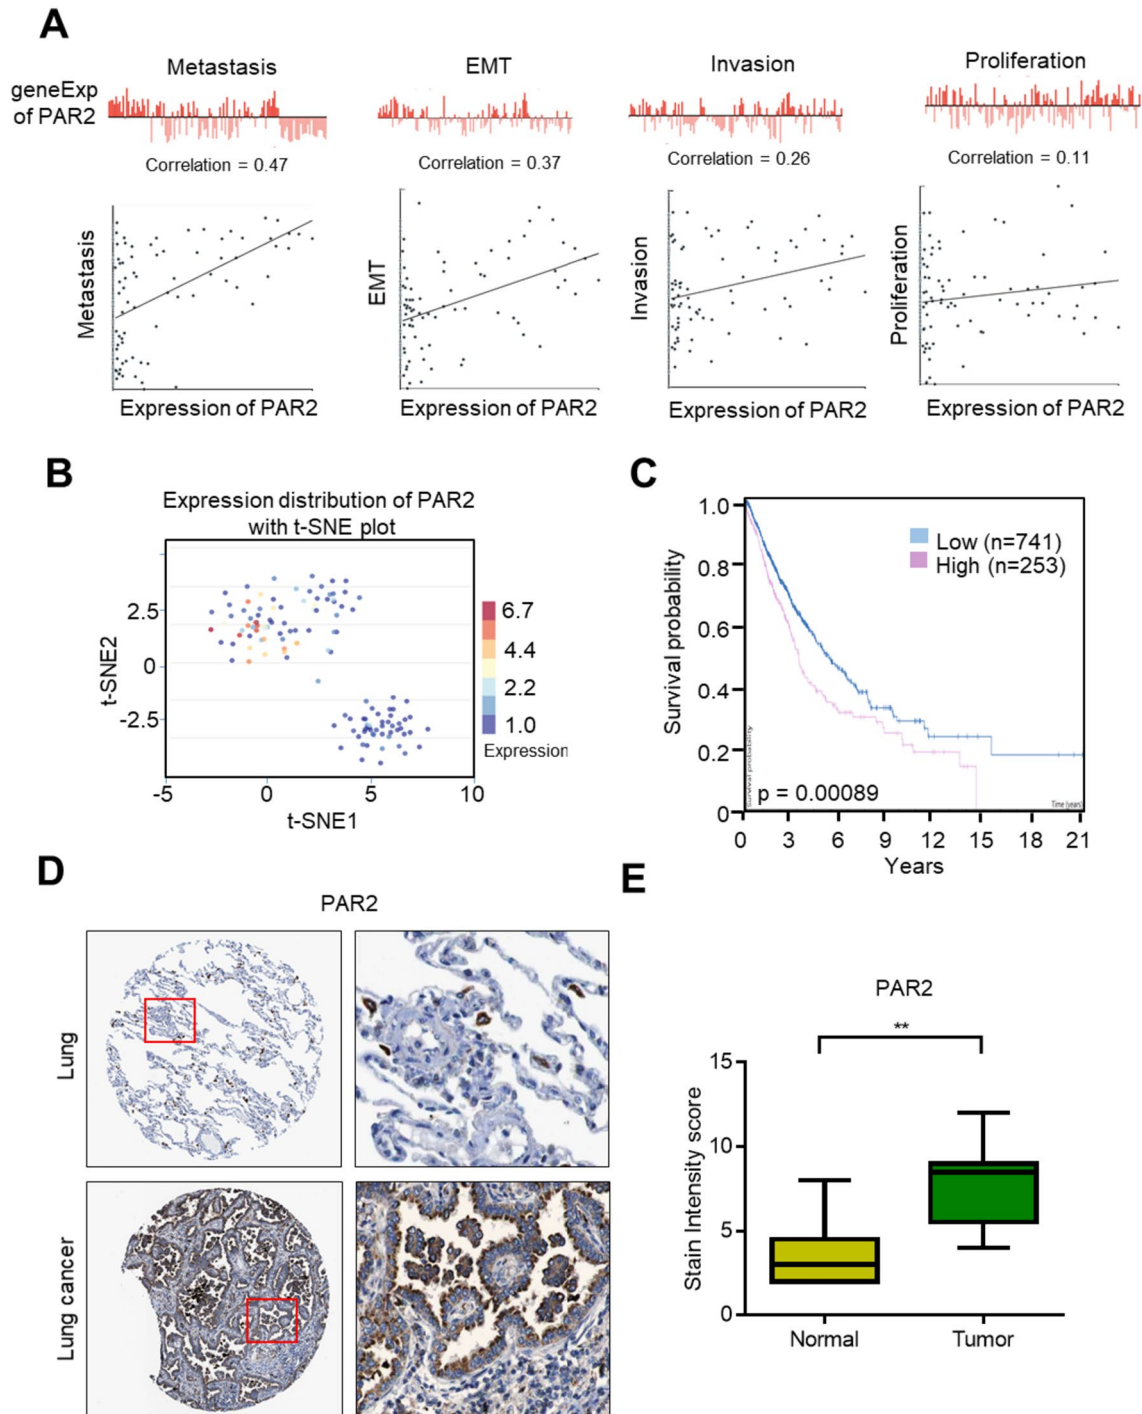 A
Metastasis
EMT
Invasion
Proliferation
geneExp
of PAR2
Correlation = 0.47
Correlation = 0.37
Correlation = 0.26
Correlation = 0.11
Metastasis
EMT
Invasion
Proliferation
Expression of PAR2
Expression of PAR2
Expression of PAR2
Expression of PAR2
B
Expression distribution of PAR2
with t-SNE plot
t-SNE2
2.5
0
-2.5
-5
0
5
10
t-SNE1
6.7
4.4
2.2
1.0
Expression
C
Survival probability
1.0
0.8
0.6
0.4
0.2
0
Low (n=741)
High (n=253)
Survival probability
p = 0.00089
Time (years)
0
3
6
9
12
15
18
21
Years
D
PAR2
Lung
Lung cancer
E
PAR2
**
Stain Intensity score
15
10
5
0
Normal
Tumor